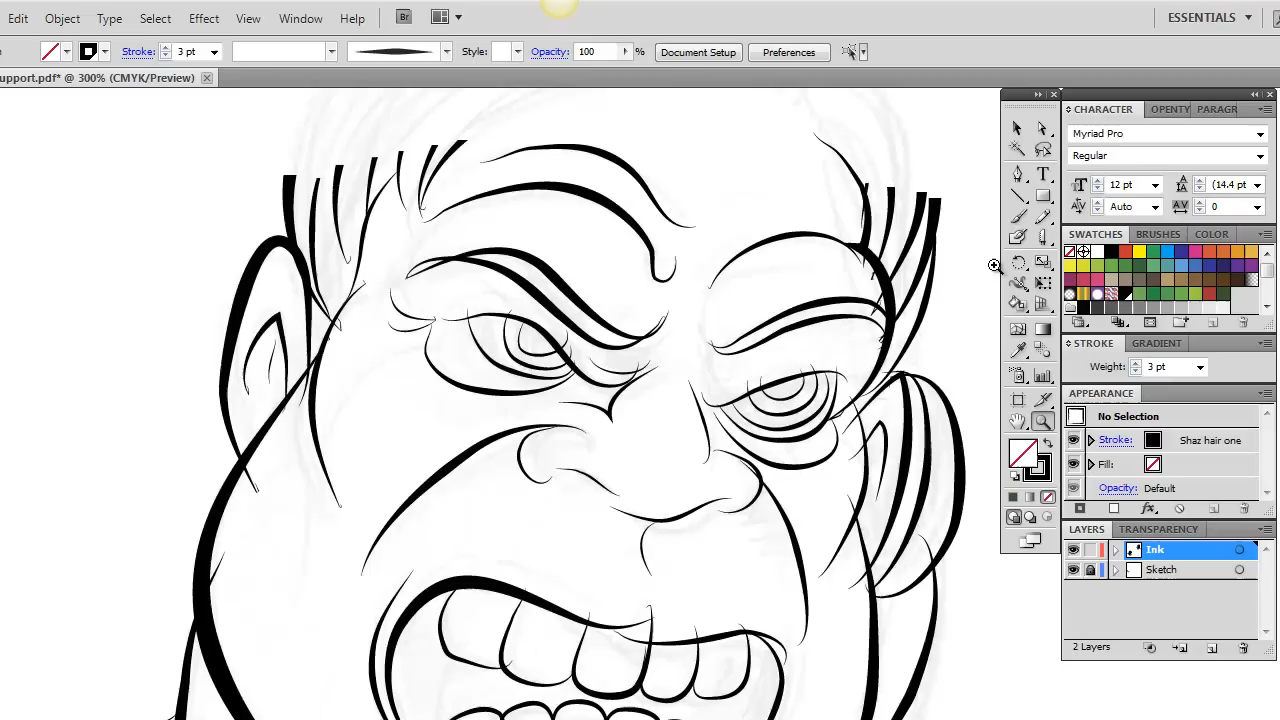 Edit Object Type Select Effect View Window Help Br ESSENTIALS
Stroke: 3 pt Style: Opacity: 100 % Document Setup Preferences
upport.pdf* @ 300% (CMYK/Preview)
CHARACTER OPENTY PARAGR
Myriad Pro
Regular
12 pt (14.4 pt
Auto 0
SWATCHES BRUSHES COLOR
STROKE GRADIENT
Weight: 3 pt
APPEARANCE
No Selection
Stroke: Shaz hair one
Fill:
Opacity: Default
fx
LAYERS TRANSPARENCY
Ink
Sketch
2 Layers